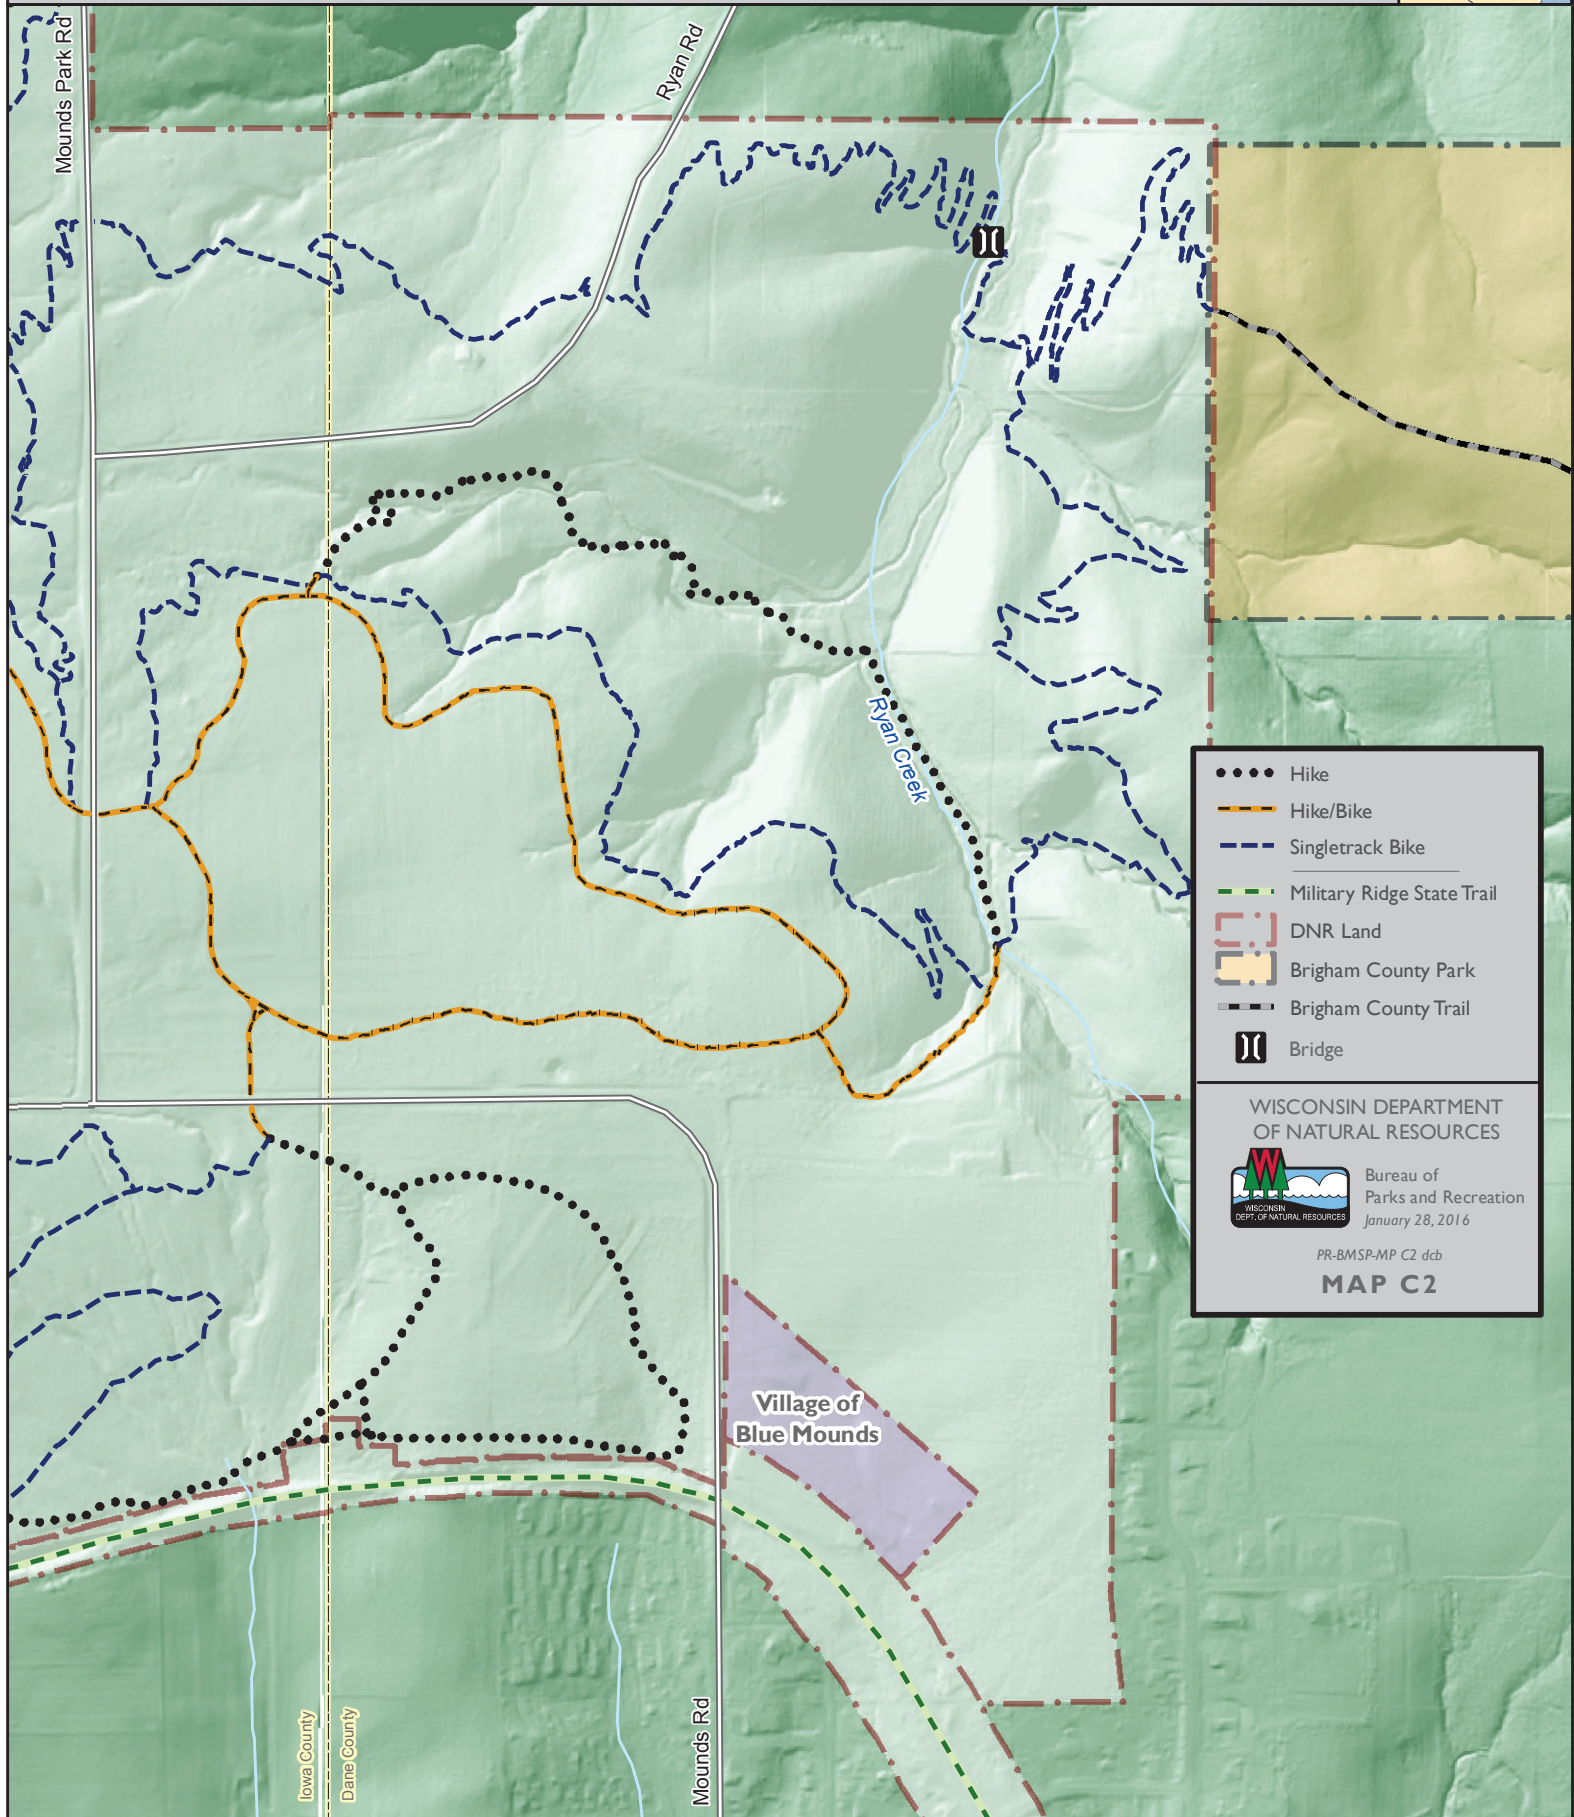 Mounds Park Rd
Ryan Rd
Ryan Creek
Hike
Hike/Bike
Singletrack Bike
Military Ridge State Trail
DNR Land
Brigham County Park
Brigham County Trail
Bridge
WISCONSIN DEPARTMENT
OF NATURAL RESOURCES
W
WISCONSIN
DEPT. OF NATURAL RESOURCES
Bureau of
Parks and Recreation
January 28, 2016
PR-BMSP-MP C2 dcb
MAP C2
Village of
Blue Mounds
Iowa County
Dane County
Mounds Rd